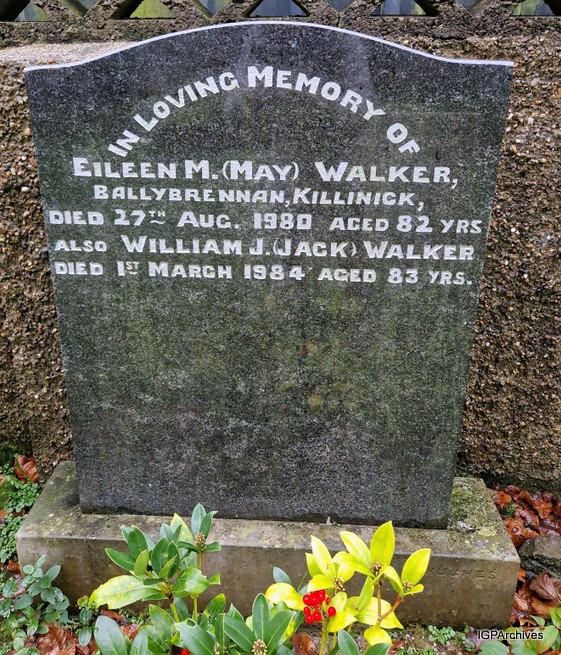 IN LOVING MEMORY OF
EILEEN M. (MAY) WALKER,
BALLYBRENNAN, KILLINICK,
DIED 27TH AUG. 1980 AGED 82 YRS
ALSO WILLIAM J. (JACK) WALKER
DIED 1ST MARCH 1984 AGED 83 YRS.
IGPArchives